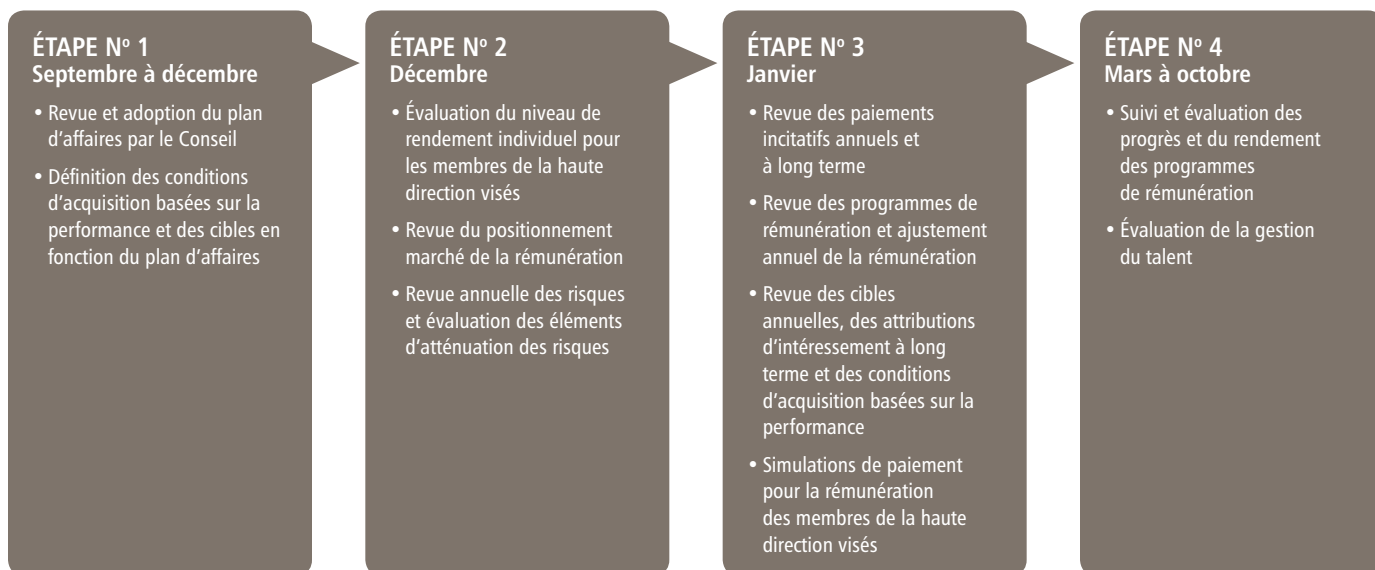 ÉTAPE Nº 1
Septembre à décembre
• Revue et adoption du plan
d’affaires par le Conseil
• Définition des conditions
d’acquisition basées sur la
performance et des cibles en
fonction du plan d’affaires
ÉTAPE Nº 2
Décembre
• Évaluation du niveau de
rendement individuel pour
les membres de la haute
direction visés
• Revue du positionnement
marché de la rémunération
• Revue annuelle des risques
et évaluation des éléments
d’atténuation des risques
ÉTAPE Nº 3
Janvier
• Revue des paiements
incitatifs annuels et
à long terme
• Revue des programmes de
rémunération et ajustement
annuel de la rémunération
• Revue des cibles
annuelles, des attributions
d’intéressement à long
terme et des conditions
d’acquisition basées sur la
performance
• Simulations de paiement
pour la rémunération
des membres de la haute
direction visés
ÉTAPE Nº 4
Mars à octobre
• Suivi et évaluation des
progrès et du rendement
des programmes
de rémunération
• Évaluation de la gestion
du talent